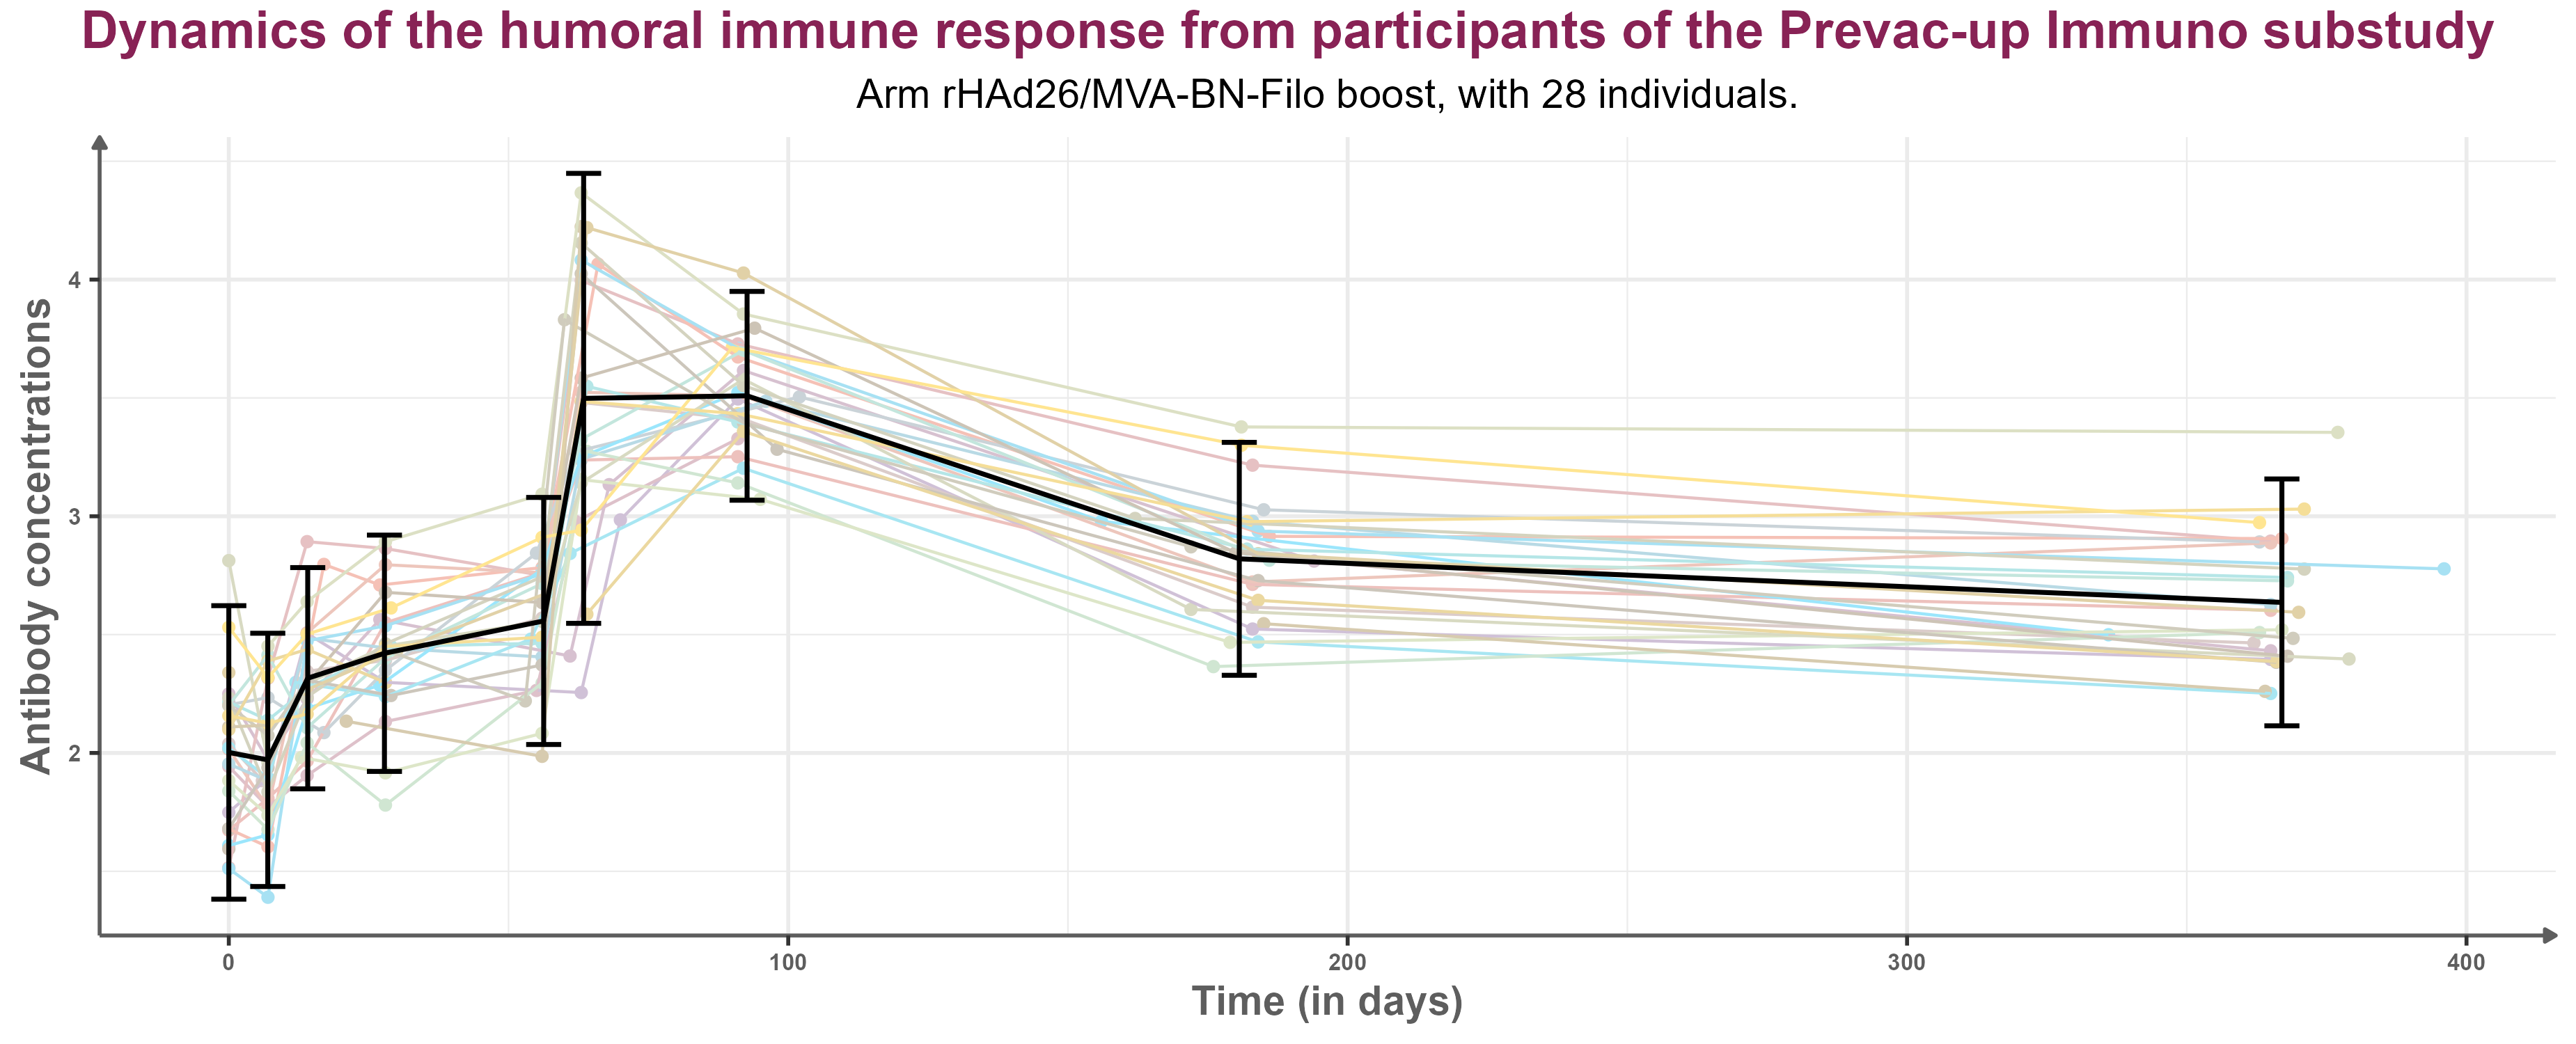 Dynamics of the humoral immune response from participants of the Prevac-up Immuno substudy
Arm rHAd26/MVA-BN-Filo boost, with 28 individuals.
Antibody concentrations
4
3
2
0 100 200 300 400
Time (in days)